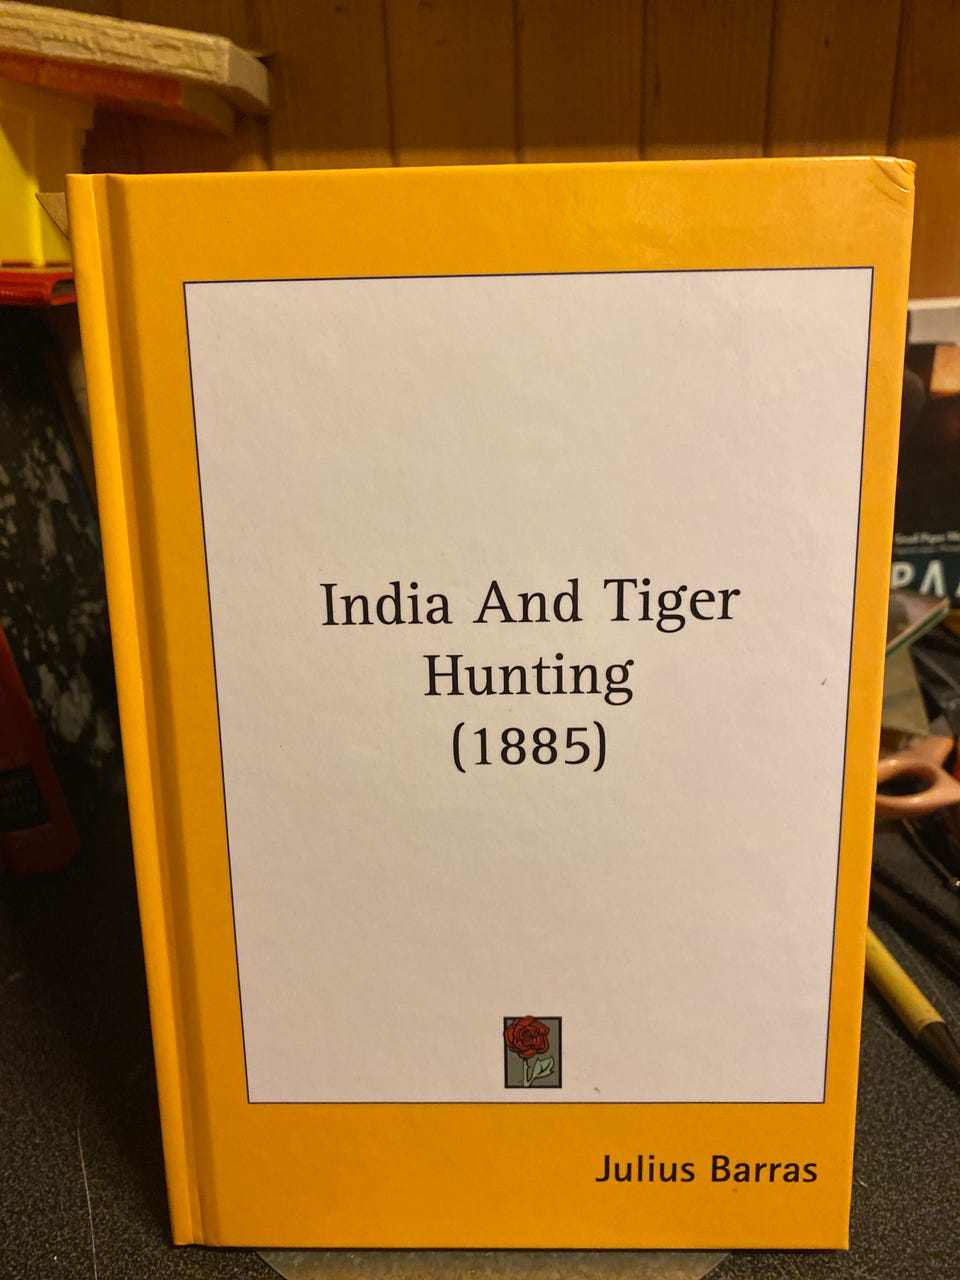 India And Tiger
Hunting
(1885)
Julius Barras